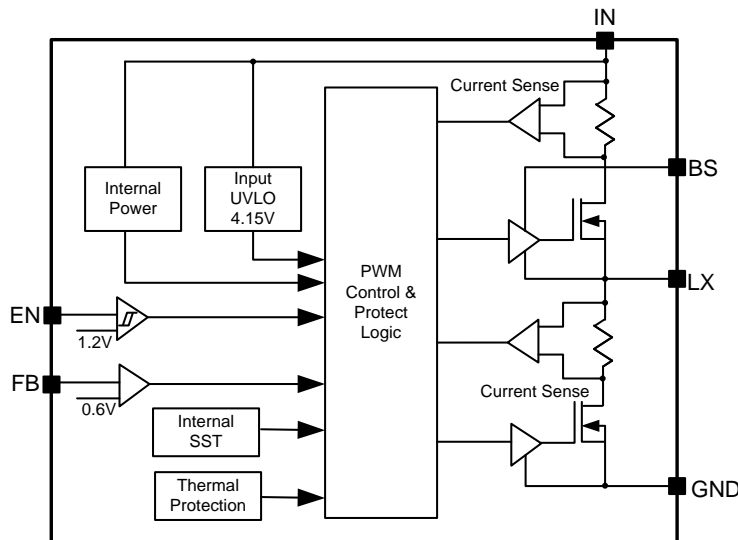 IN
Current Sense
BS
Internal
Power
Input
UVLO
4.15V
PWM
Control &
Protect
Logic
LX
EN
1.2V
FB
0.6V
Current Sense
Internal
SST
Thermal
Protection
GND